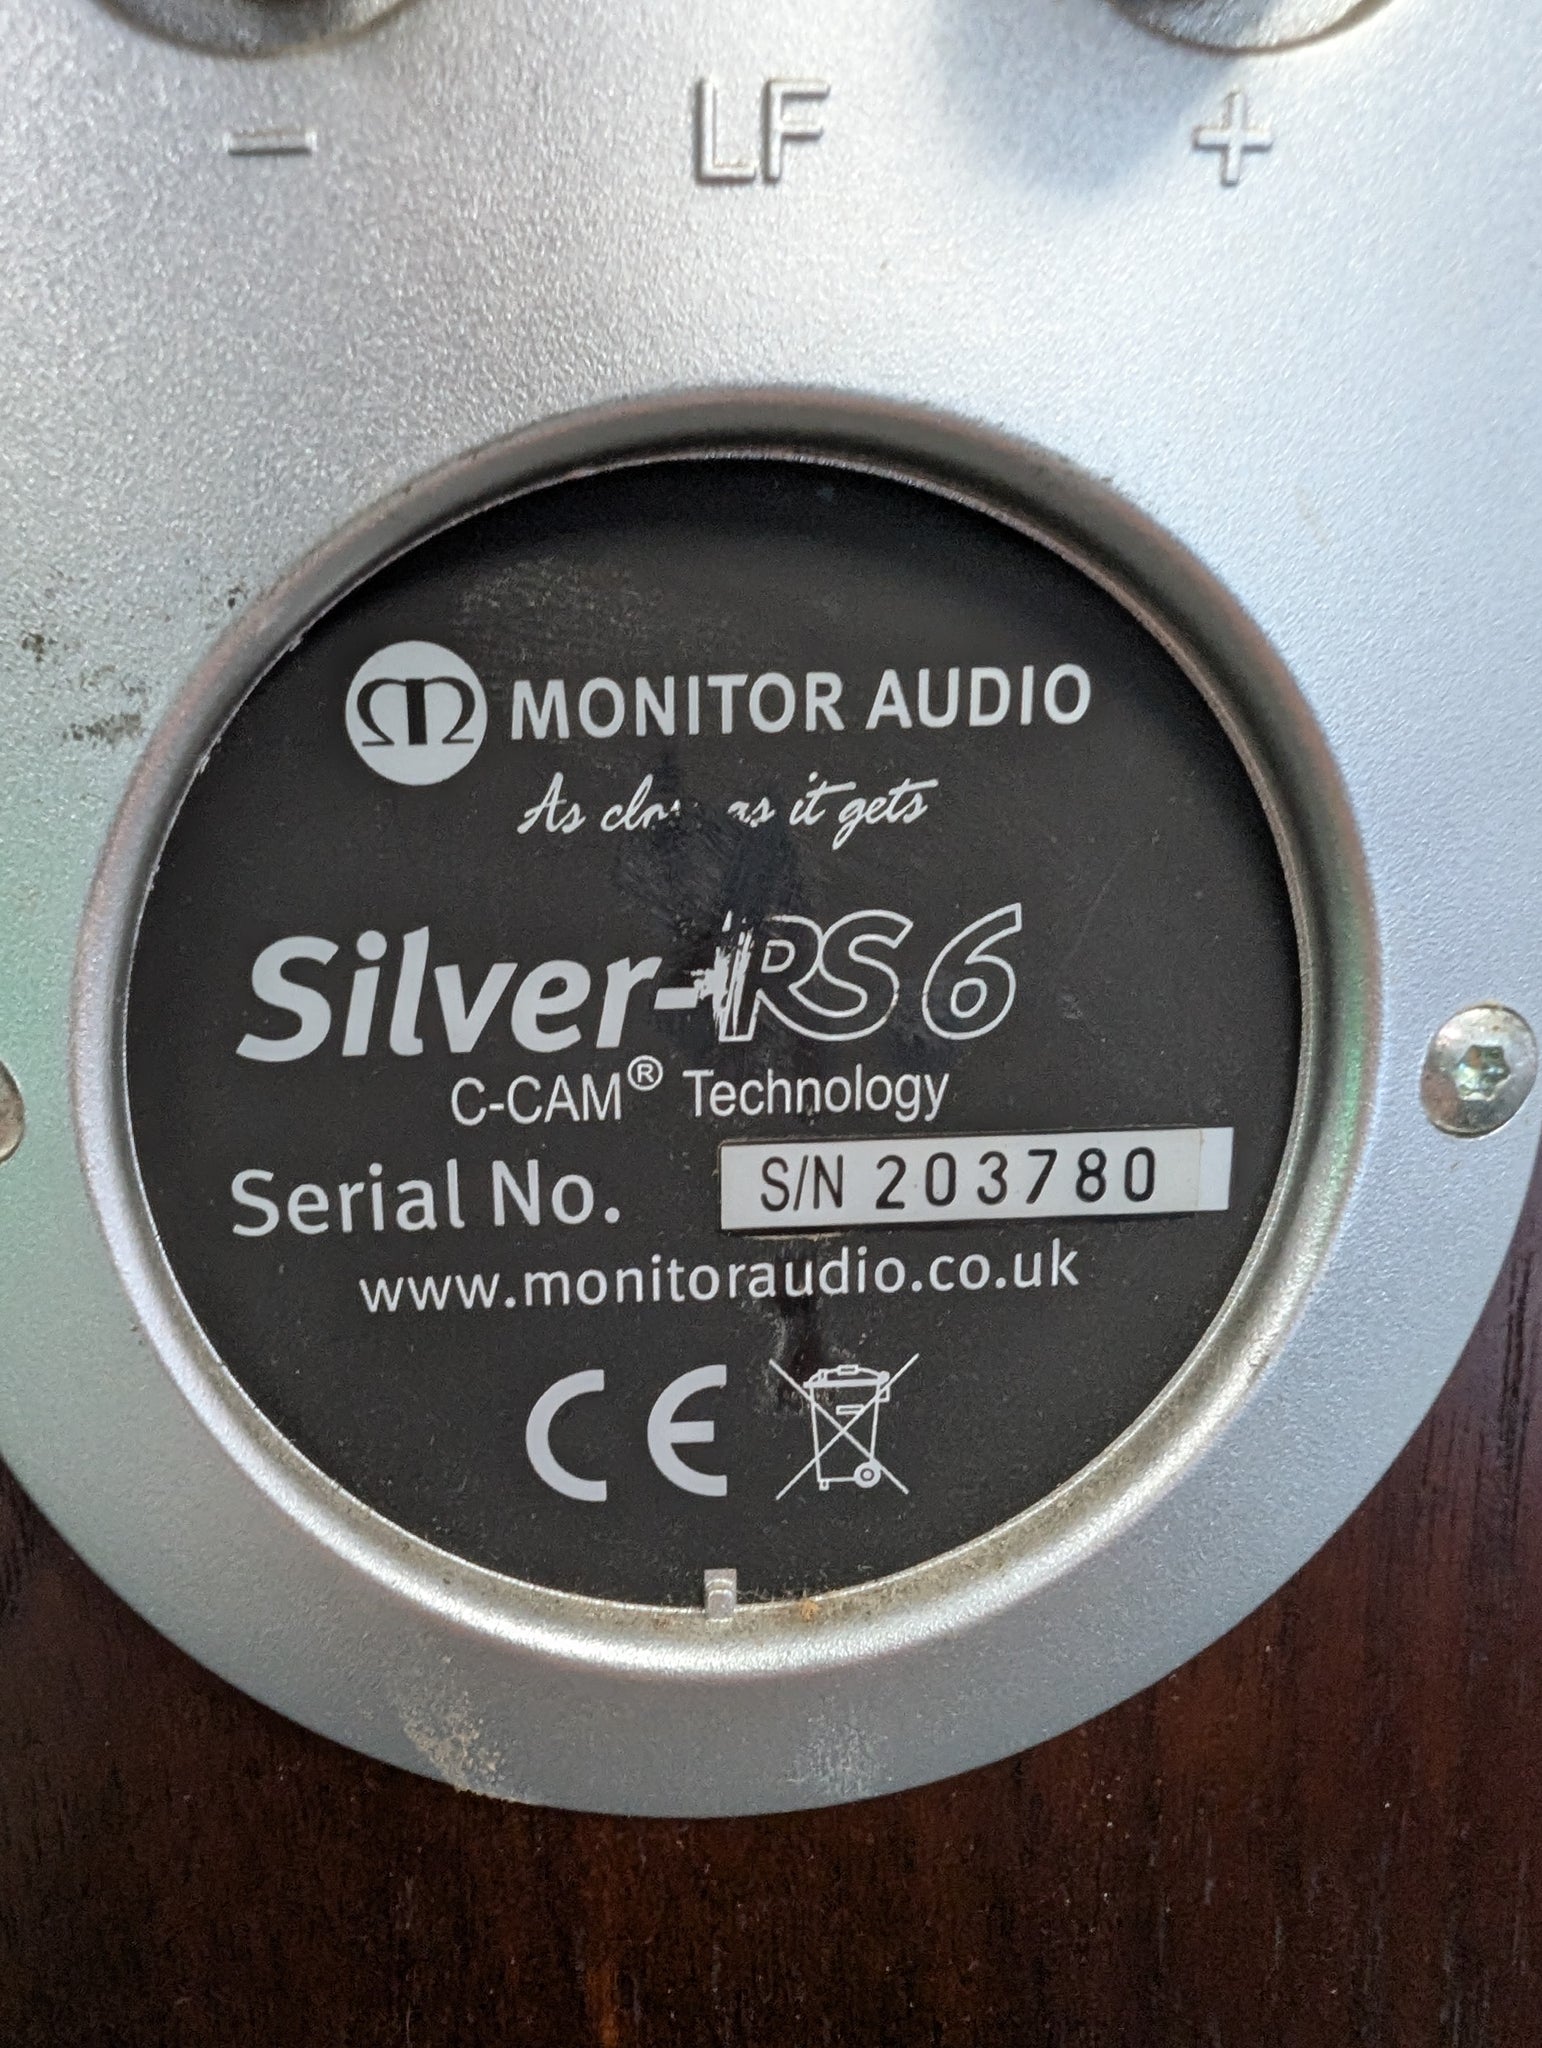 - LF +
MONITOR AUDIO
As as it gets
Silver-RS 6
C-CAM® Technology
Serial No. S/N 203780
www.monitoraudio.co.uk
CE